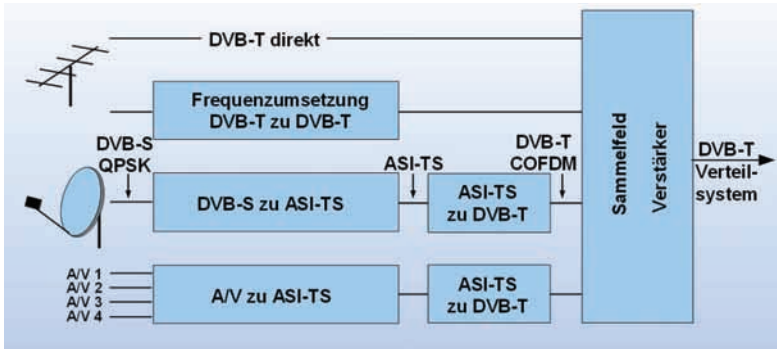 DVB-T direkt
Frequenzumsetzung
DVB-T zu DVB-T
DVB-S
QPSK
DVB-S zu ASI-TS
ASI-TS
ASI-TS
zu DVB-T
DVB-T
COFDM
A/V 1
A/V 2
A/V 3
A/V 4
A/V zu ASI-TS
ASI-TS
zu DVB-T
Sammelfeld
Verstärker
DVB-T
Verteil-
system